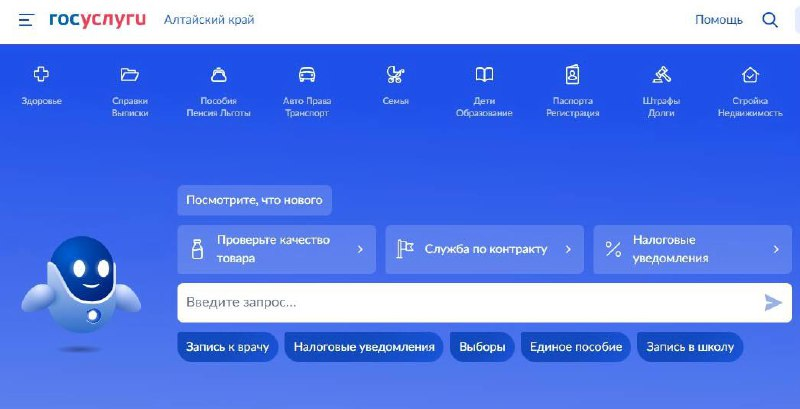 госуслуги Алтайский край Помощь
Здоровье
Справки
Выписки
Пособия
Пенсия Льготы
Авто Права
Транспорт
Семья
Дети
Образование
Паспорта
Регистрация
Штрафы
Долги
Стройка
Недвижимость
Посмотрите, что нового
Проверьте качество
товара
Служба по контракту
Налоговые
уведомления
Введите запрос...
Запись к врачу
Налоговые уведомления
Выборы
Единое пособие
Запись в школу